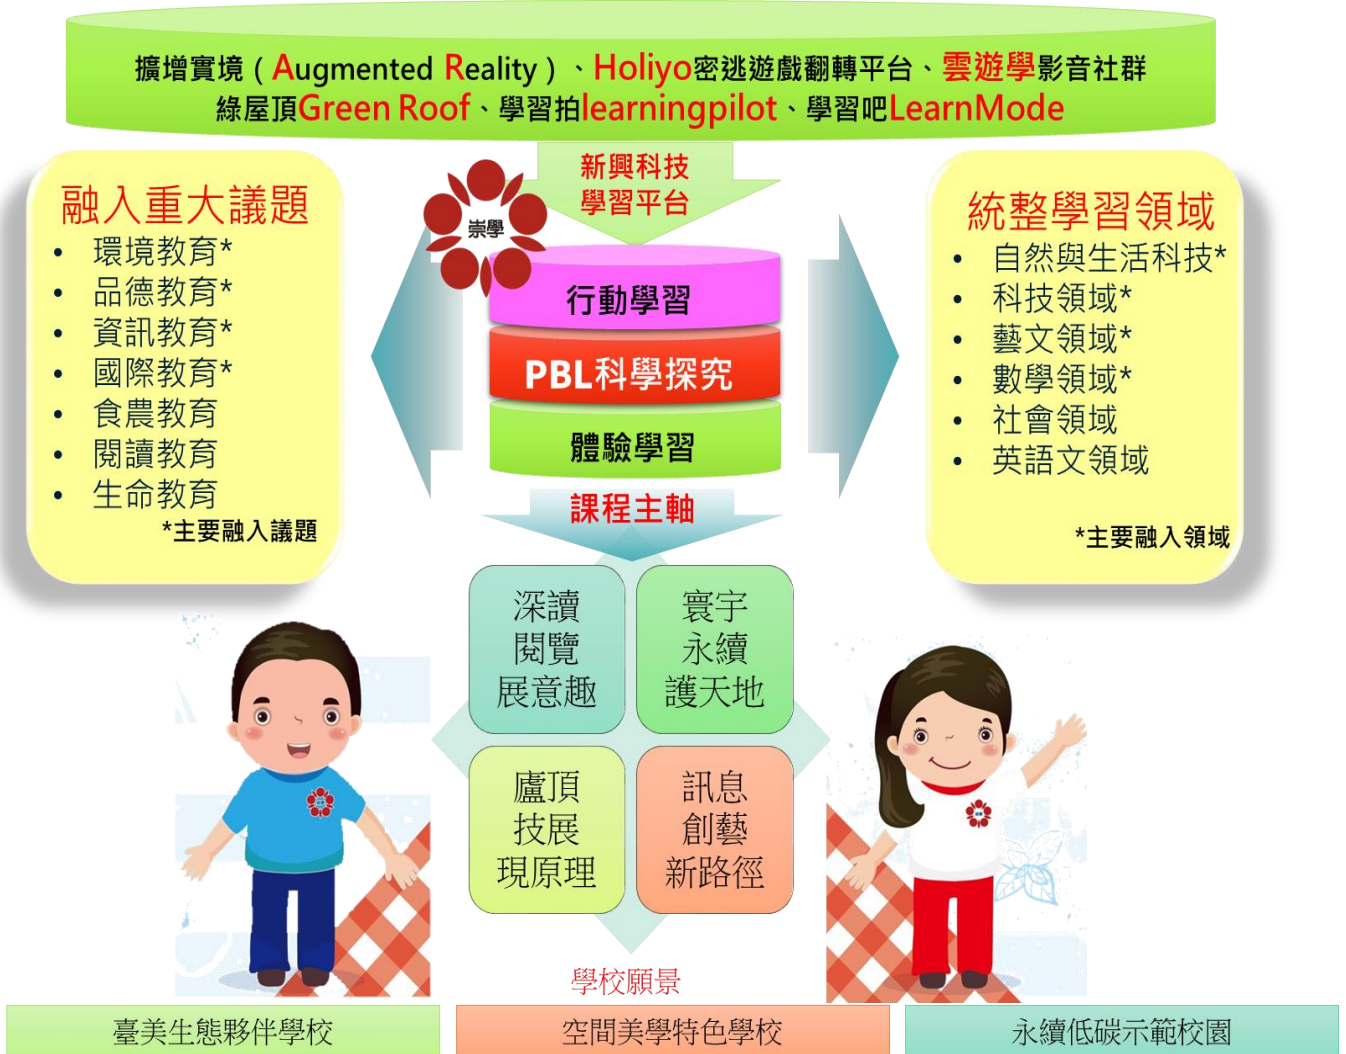 擴增實境（Augmented Reality）、Holiyo密逃遊戲翻轉平台、雲遊學影音社群
綠屋頂Green Roof、學習拍learningpilot、學習吧LearnMode
新興科技
學習平台
融入重大議題
• 環境教育*
• 品德教育*
• 資訊教育*
• 國際教育*
• 食農教育
• 閱讀教育
• 生命教育
*主要融入議題
崇學
行動學習
PBL科學探究
體驗學習
課程主軸
統整學習領域
• 自然與生活科技*
• 科技領域*
• 藝文領域*
• 數學領域*
• 社會領域
• 英語文領域
*主要融入領域
深讀
閱覽
展意趣
寰宇
永續
護天地
廬頂
技展
現原理
訊息
創藝
新路徑
學校願景
臺美生態夥伴學校
空間美學特色學校
永續低碳示範校園